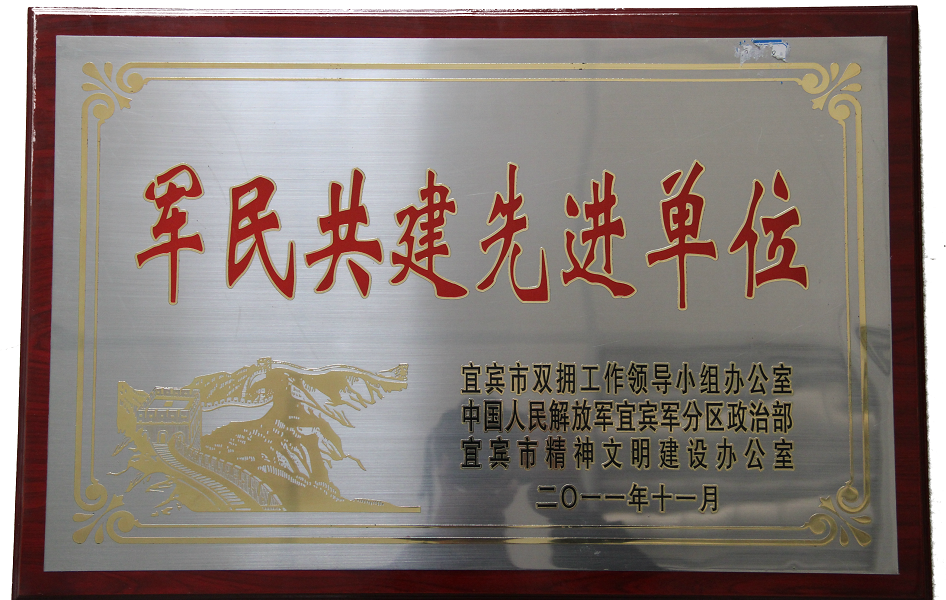 军民共建先进单位
宜宾市双拥工作领导小组办公室
中国人民解放军宜宾军分区政治部
宜宾市精神文明建设办公室
二〇一一年十一月